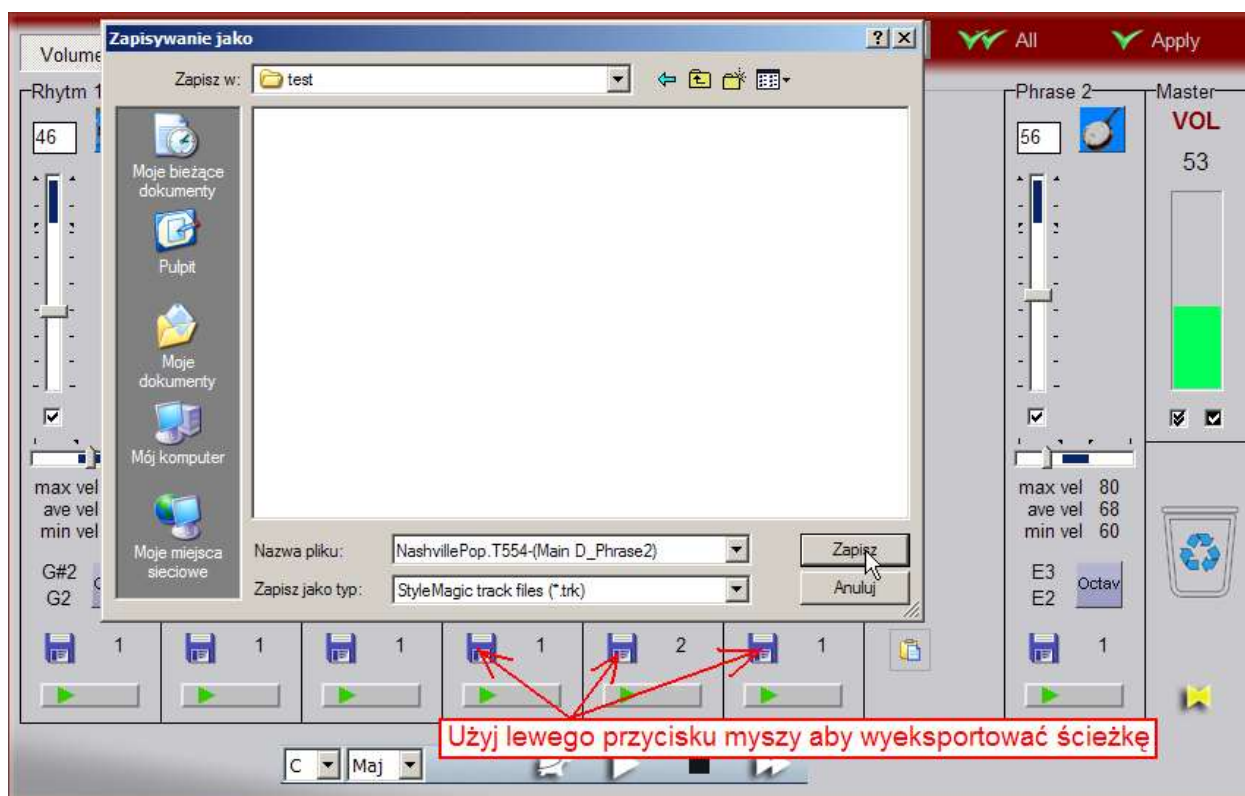 Zapisywanie jako
All
Apply
Volume
Zapisz w:
test
Rhytm 1
Phrase 2
Master
VOL
46
56
53
Moje bieżące
dokumenty
Pulpit
Moje
dokumenty
Mój komputer
Moje miejsca
sieciowe
max vel
ave vel
min vel
max vel 80
ave vel 68
min vel 60
Nazwa pliku:
NashvillePop.T554-(Main D_Phrase2)
Zapisz
Zapisz jako typ:
StyleMagic track files (*.trk)
Anuluj
G#2
G2
E3
E2
Octav
1
1
1
1
2
1
1
Użyj lewego przycisku myszy aby wyeksportować ścieżkę
C
Maj